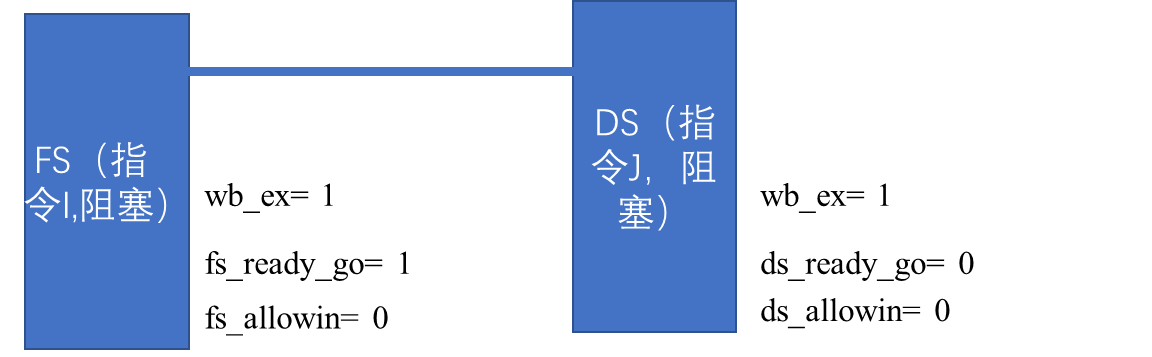 FS（指
令I,阻塞）
wb_ex= 1
fs_ready_go= 1
fs_allowin= 0
DS（指
令J，阻
塞）
wb_ex= 1
ds_ready_go= 0
ds_allowin= 0